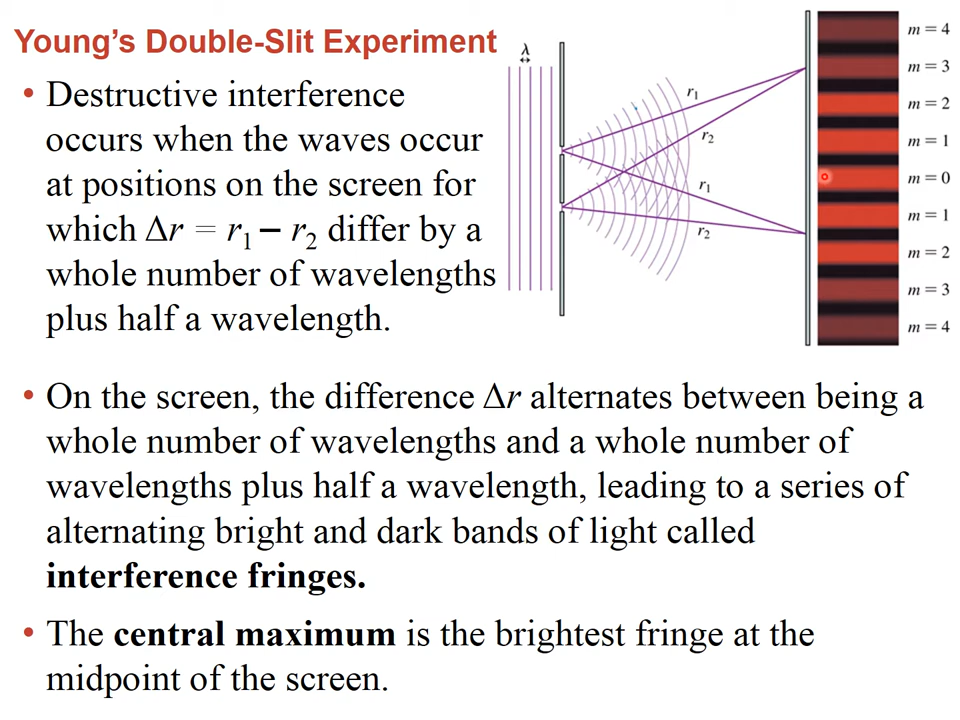 Young's Double-Slit Experiment
• Destructive interference
occurs when the waves occur
at positions on the screen for
which Δr = r₁ – r₂ differ by a
whole number of wavelengths
plus half a wavelength.
λ
r₁
r₂
r₁
r₂
m = 4
m = 3
m = 2
m = 1
m = 0
m = 1
m = 2
m = 3
m = 4
• On the screen, the difference Δr alternates between being a
whole number of wavelengths and a whole number of
wavelengths plus half a wavelength, leading to a series of
alternating bright and dark bands of light called
interference fringes.
• The central maximum is the brightest fringe at the
midpoint of the screen.